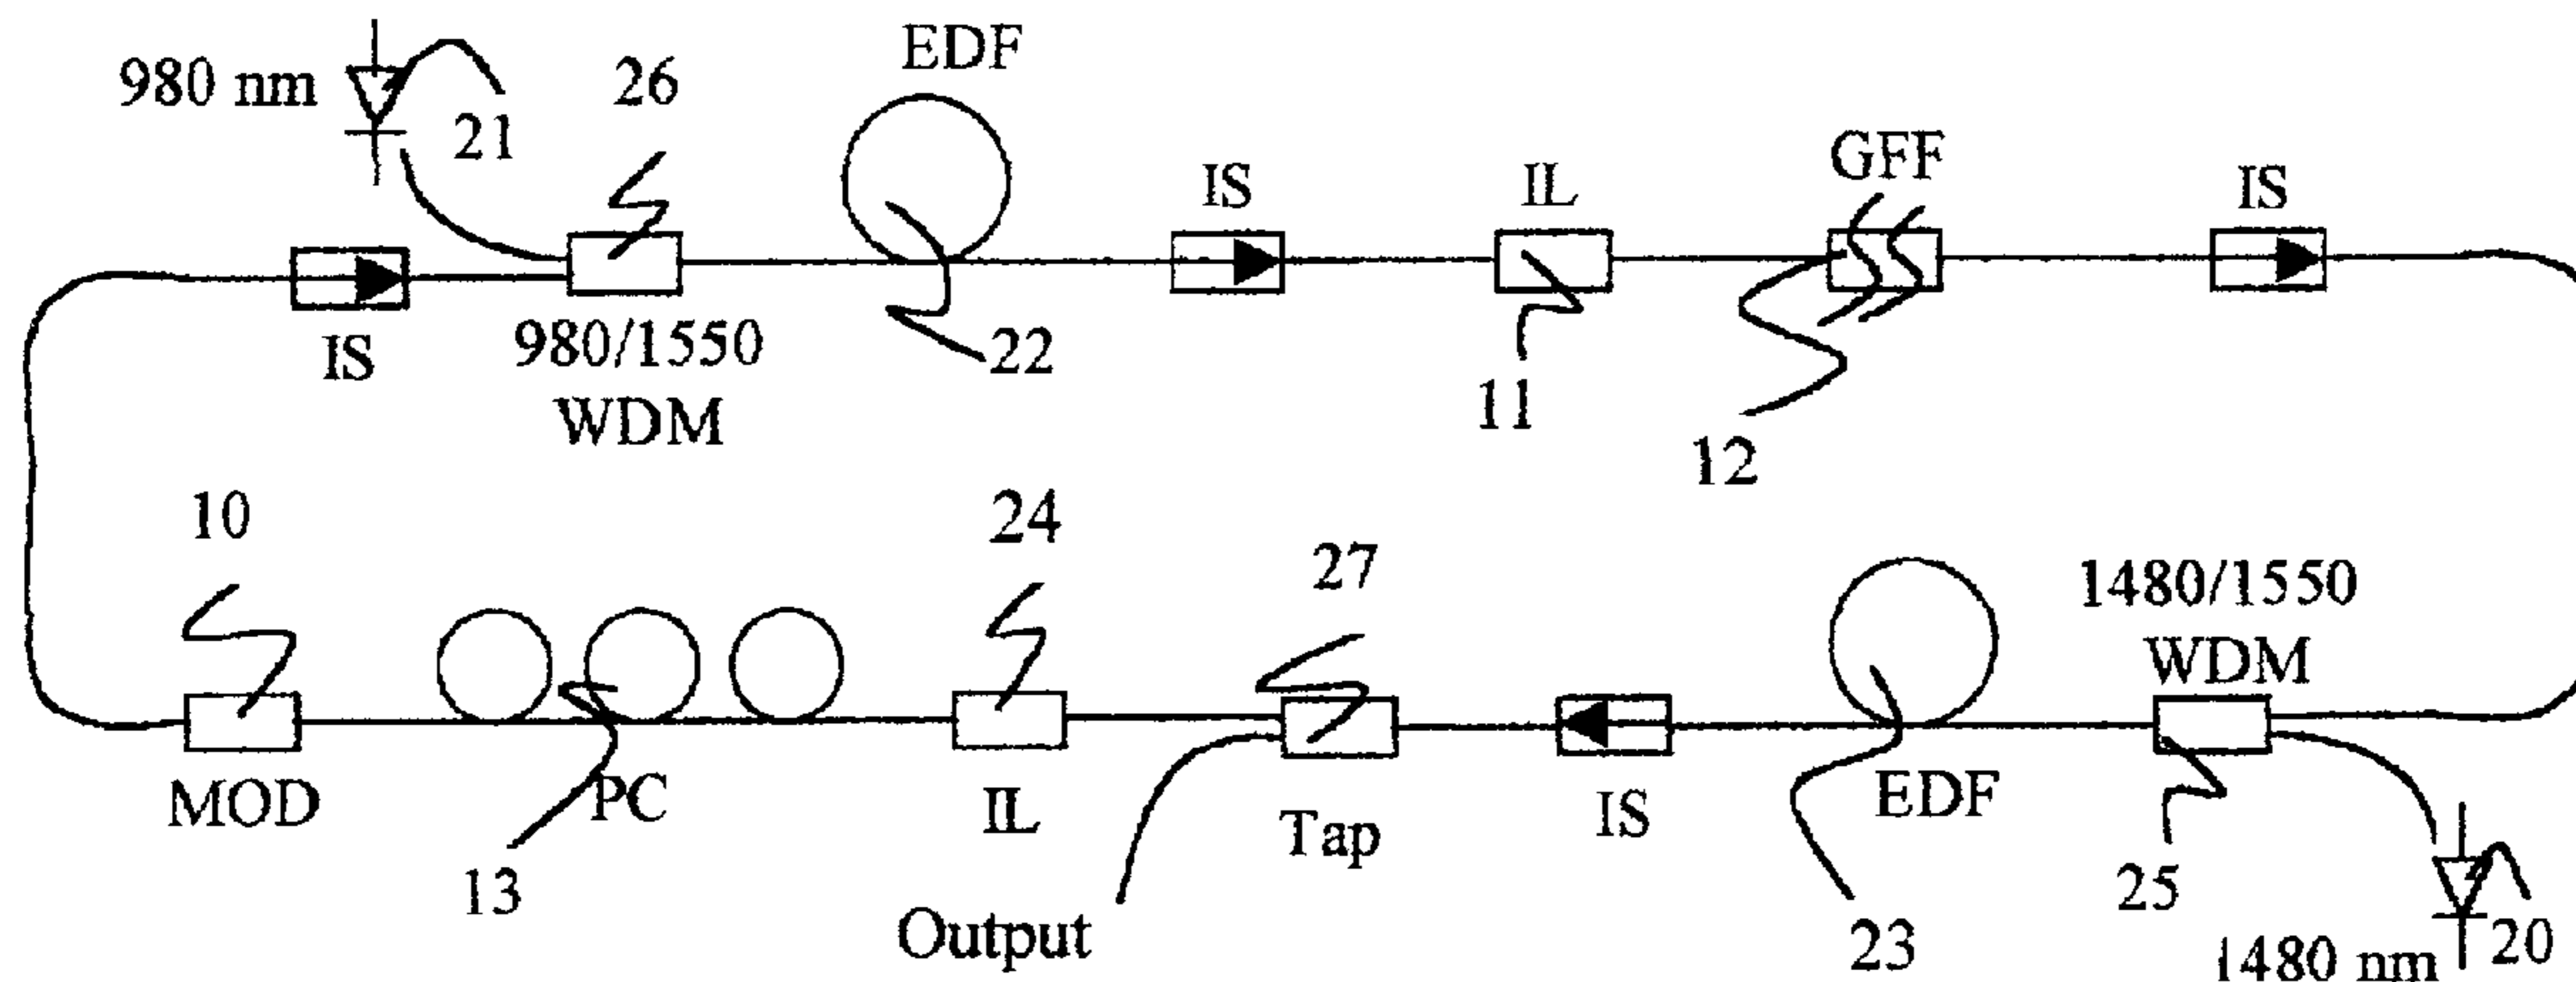 EDF
980 nm
26
21
IS
IL
GFF
IS
IS
980/1550
WDM
22
11
12
10
24
27
1480/1550
WDM
MOD
PC
IL
Tap
IS
EDF
13
25
Output
23
1480 nm
20